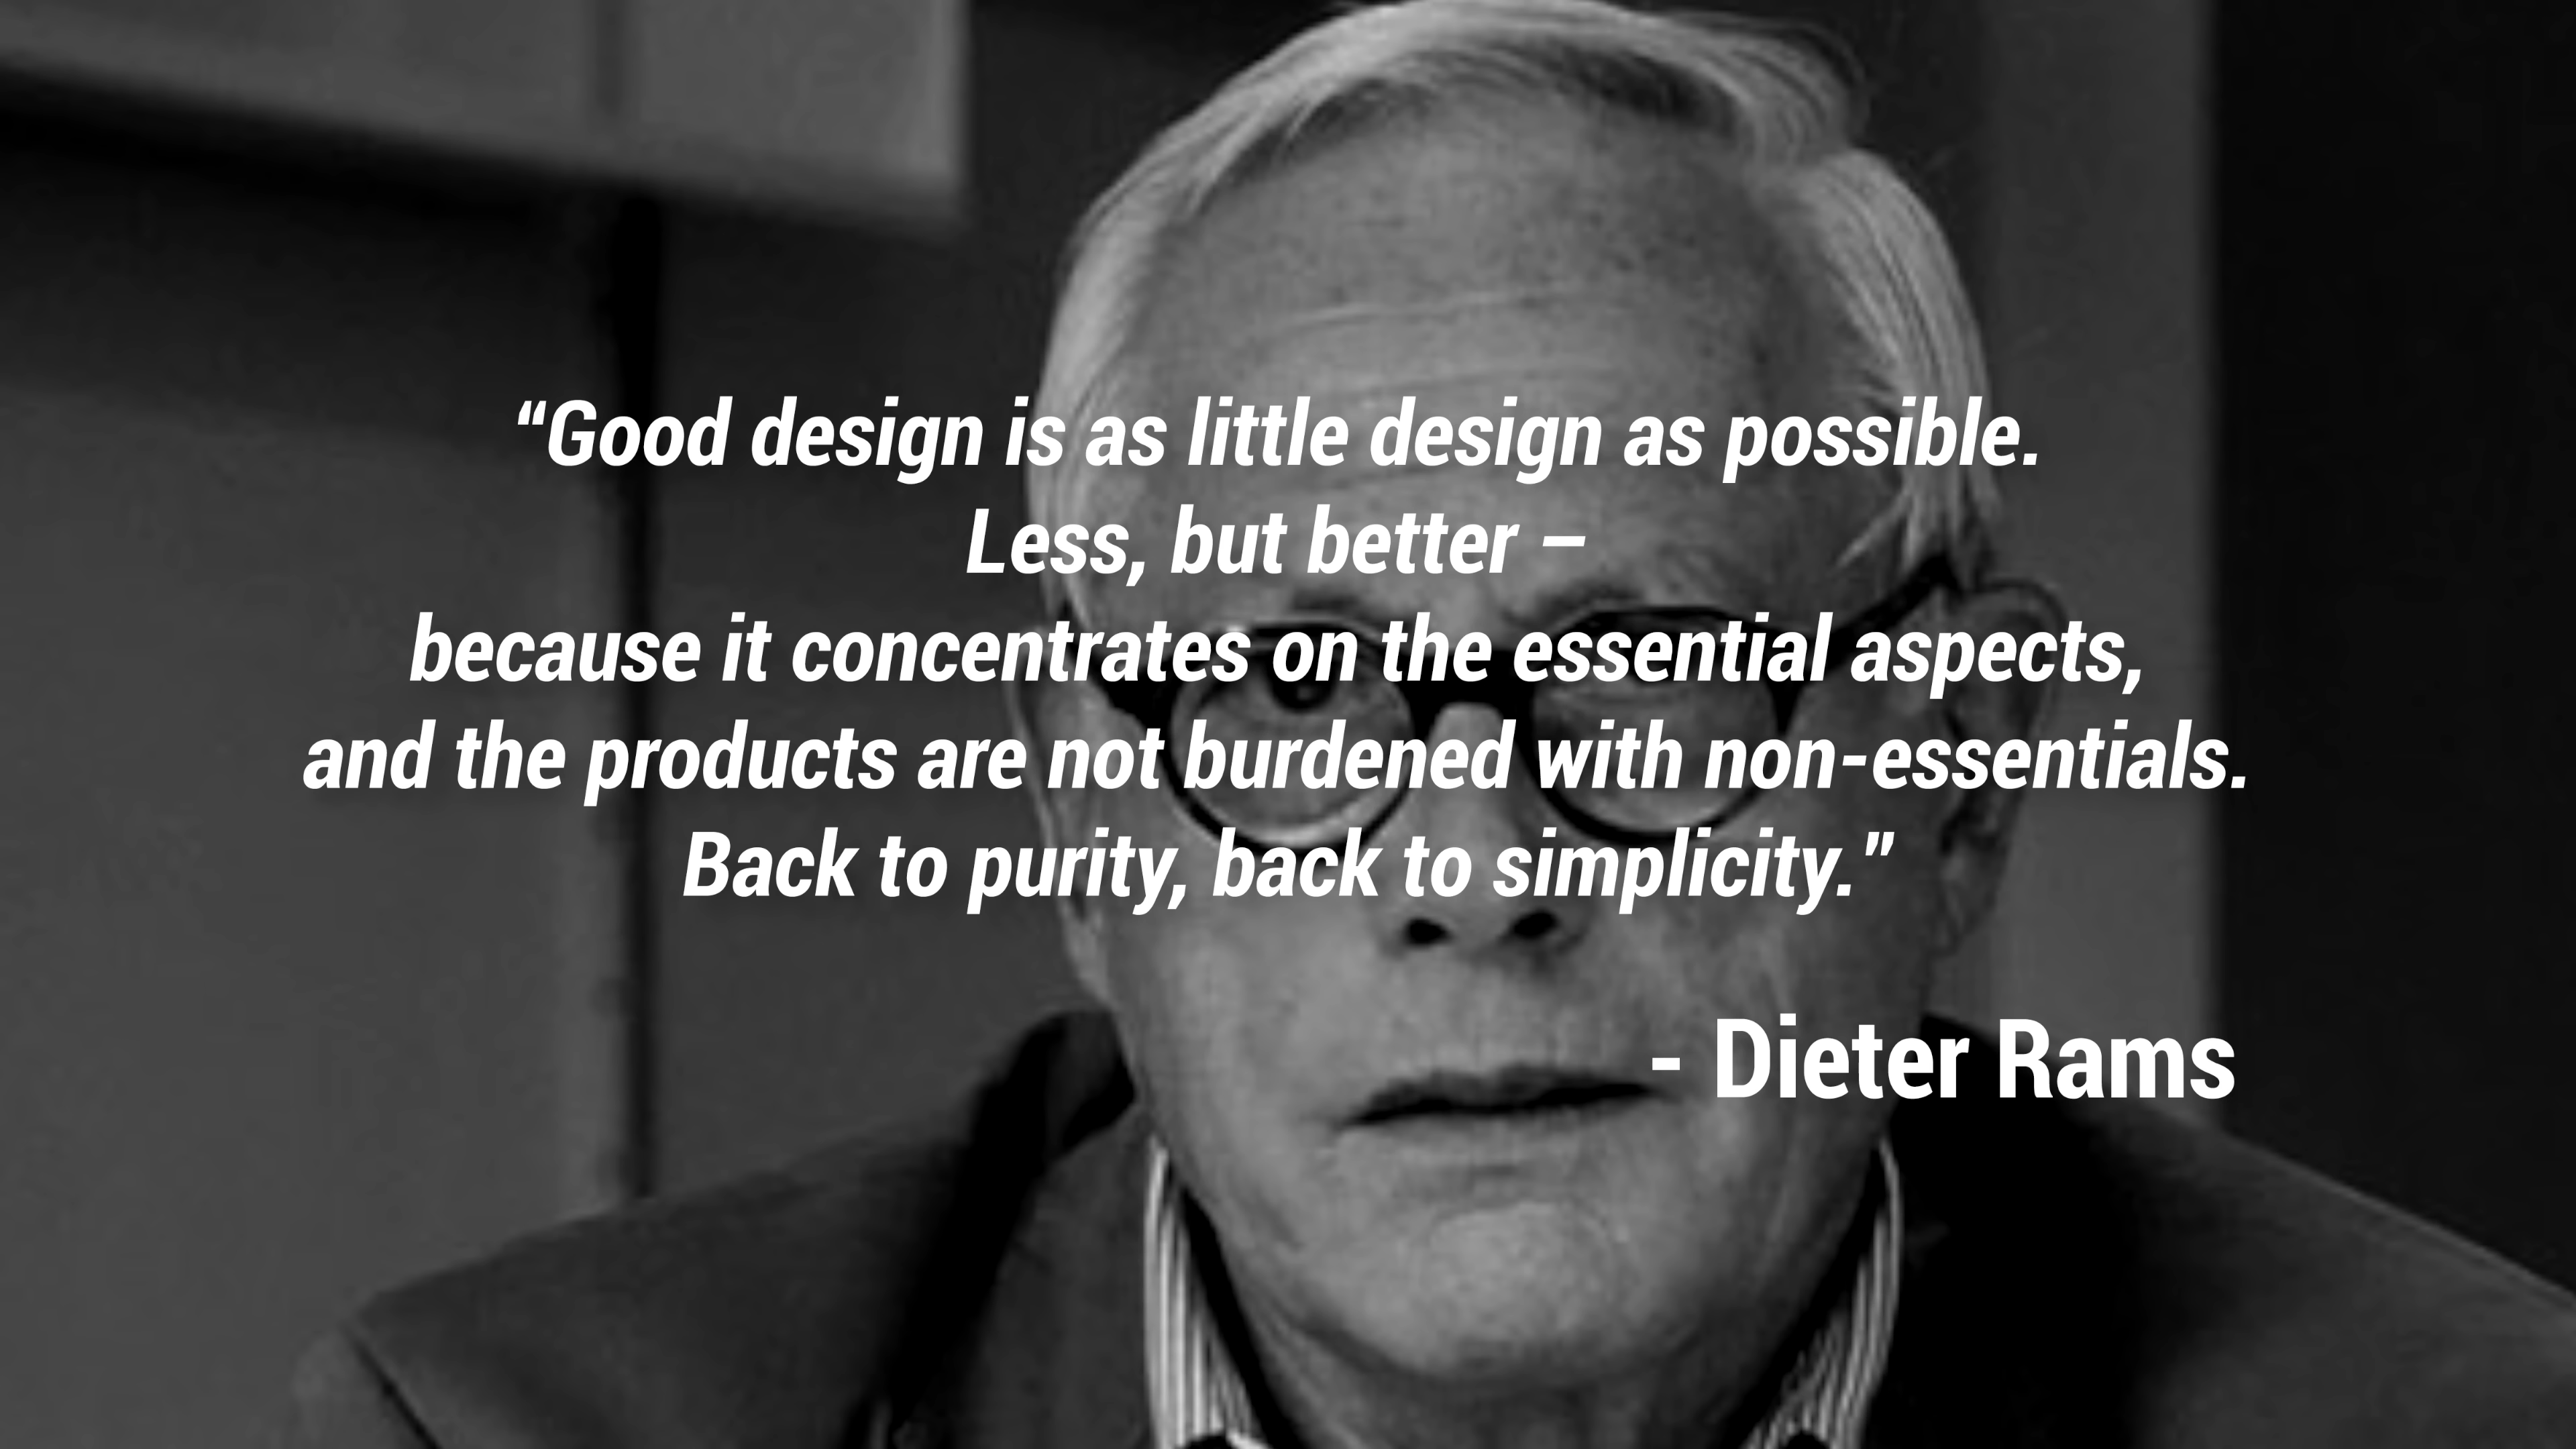 “Good design is as little design as possible.
Less, but better –
because it concentrates on the essential aspects,
and the products are not burdened with non-essentials.
Back to purity, back to simplicity.”
- Dieter Rams